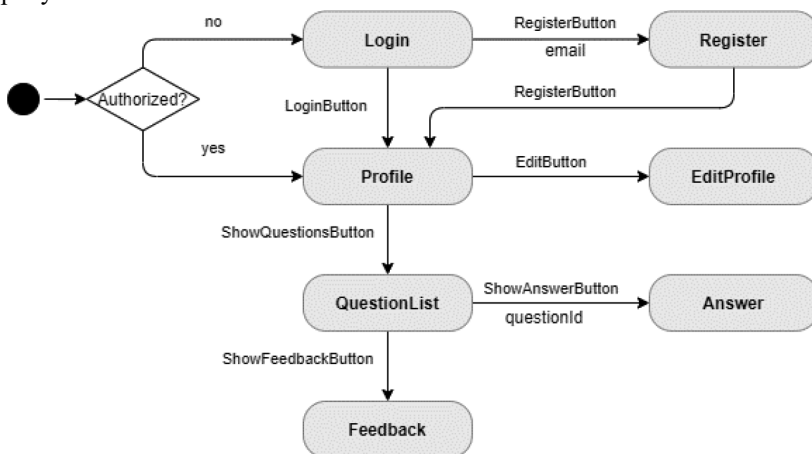 no
Login
RegisterButton
email
Register
Authorized?
LoginButton
RegisterButton
yes
Profile
EditButton
EditProfile
ShowQuestionsButton
QuestionList
ShowAnswerButton
questionId
Answer
ShowFeedbackButton
Feedback